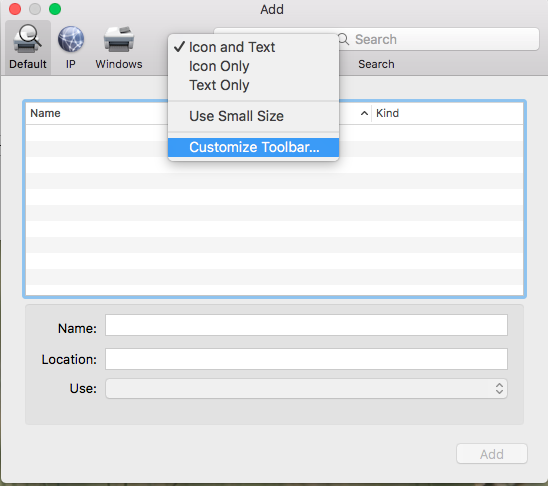 Add
Default
IP
Windows
✓ Icon and Text
Icon Only
Text Only
Use Small Size
Customize Toolbar...
Search
Search
Name
Kind
Name:
Location:
Use:
Add